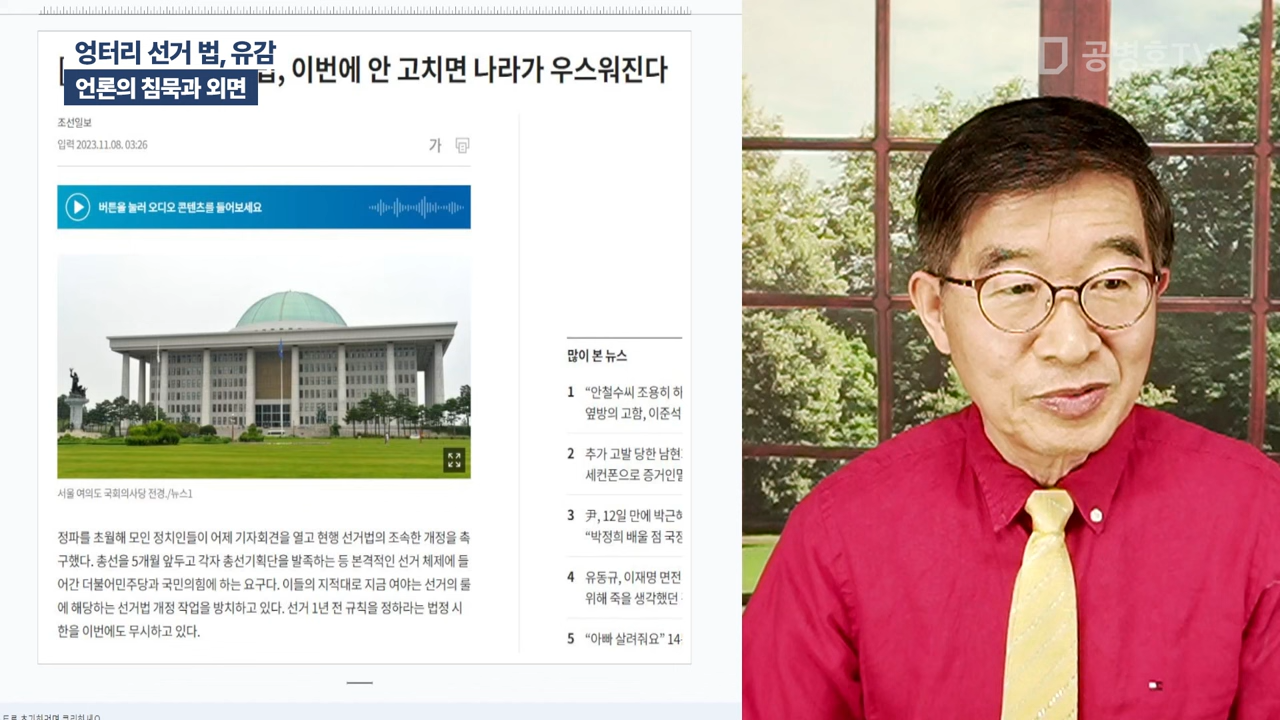 엉터리 선거 법, 유감
언론의 침묵과 외면
[
법, 이번에 안 고치면 나라가 우스워진다
조선일보
입력 2023.11.08. 03:26
가
버튼을 눌러 오디오 콘텐츠를 들어보세요
서울 여의도 국회의사당 전경./뉴스1
정파를 초월해 모인 정치인들이 어제 기자회견을 열고 현행 선거법의 조속한 개정을 촉
구했다. 총선을 5개월 앞두고 각자 총선기획단을 발족하는 등 본격적인 선거 체제에 들
어간 더불어민주당과 국민의힘에 하는 요구다. 이들의 지적대로 지금 여야는 선거의 룰
에 해당하는 선거법 개정 작업을 방치하고 있다. 선거 1년 전 규칙을 정하라는 법정 시
한을 이번에도 무시하고 있다.
많이 본 뉴스
1 “안철수씨 조용히 하
옆방의 고함, 이준석
2 추가 고발 당한 남현
세컨폰으로 증거인멸
3 尹, 12일 만에 박근혜
“박정희 배울 점 국정
4 유동규, 이재명 면전
위해 죽을 생각했던
5 “아빠 살려줘요” 14
공병호TV